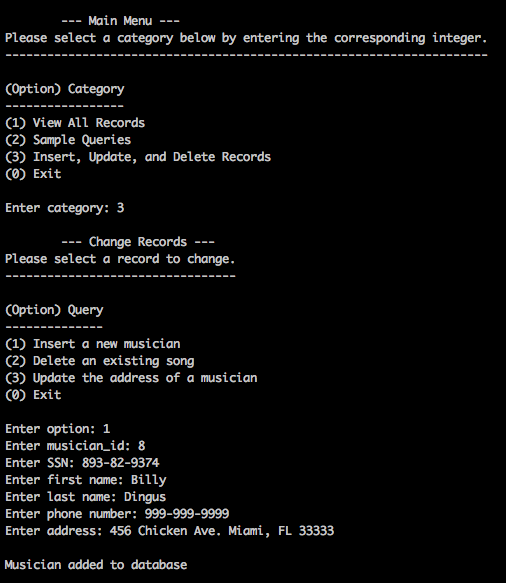 --- Main Menu ---
Please select a category below by entering the corresponding integer.
---------------------------------------------------------------------
(Option) Category
-----------------
(1) View All Records
(2) Sample Queries
(3) Insert, Update, and Delete Records
(0) Exit
Enter category: 3
--- Change Records ---
Please select a record to change.
---------------------------------
(Option) Query
--------------
(1) Insert a new musician
(2) Delete an existing song
(3) Update the address of a musician
(0) Exit
Enter option: 1
Enter musician_id: 8
Enter SSN: 893-82-9374
Enter first name: Billy
Enter last name: Dingus
Enter phone number: 999-999-9999
Enter address: 456 Chicken Ave. Miami, FL 33333
Musician added to database